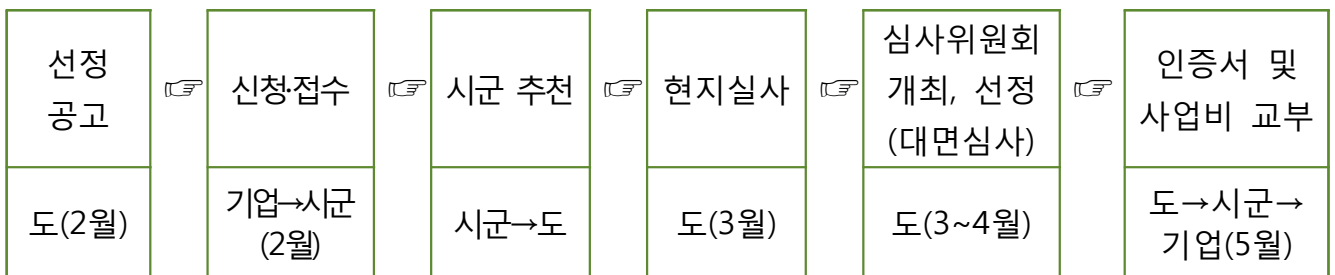 선정
공고
☞
신청·접수
☞
시군 추천
☞
현지실사
☞
심사위원회
개최, 선정
(대면심사)
☞
인증서 및
사업비 교부
도(2월)
기업→시군
(2월)
시군→도
도(3월)
도(3~4월)
도→시군→
기업(5월)